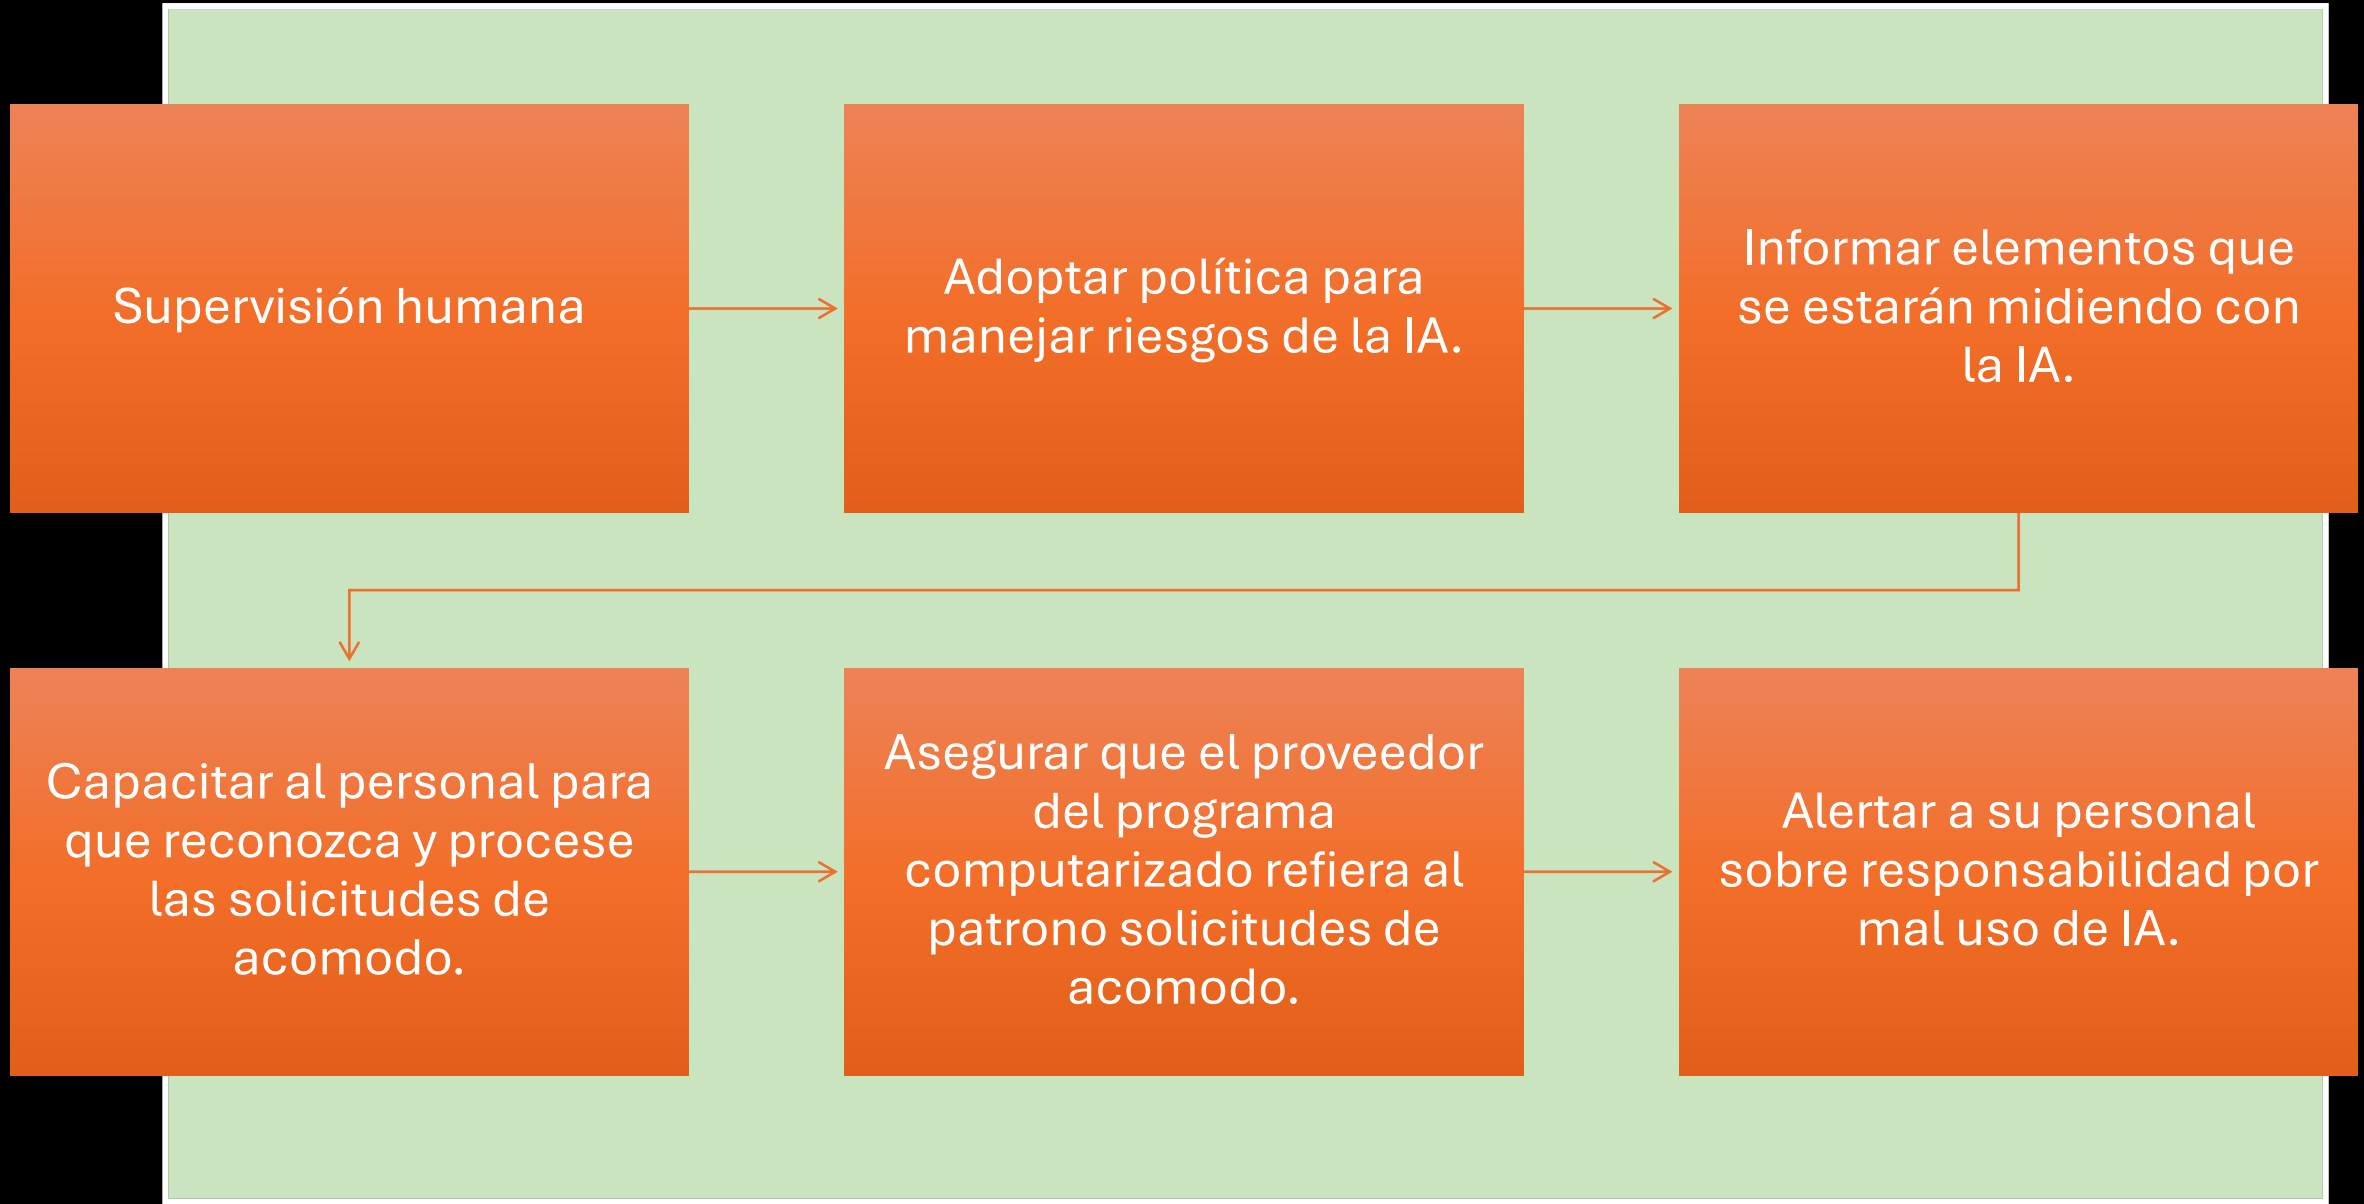 Supervisión humana
Adoptar política para
manejar riesgos de la IA.
Informar elementos que
se estarán midiendo con
la IA.
Capacitar al personal para
que reconozca y procese
las solicitudes de
acomodo.
Asegurar que el proveedor
del programa
computarizado refiera al
patrono solicitudes de
acomodo.
Alertar a su personal
sobre responsabilidad por
mal uso de IA.